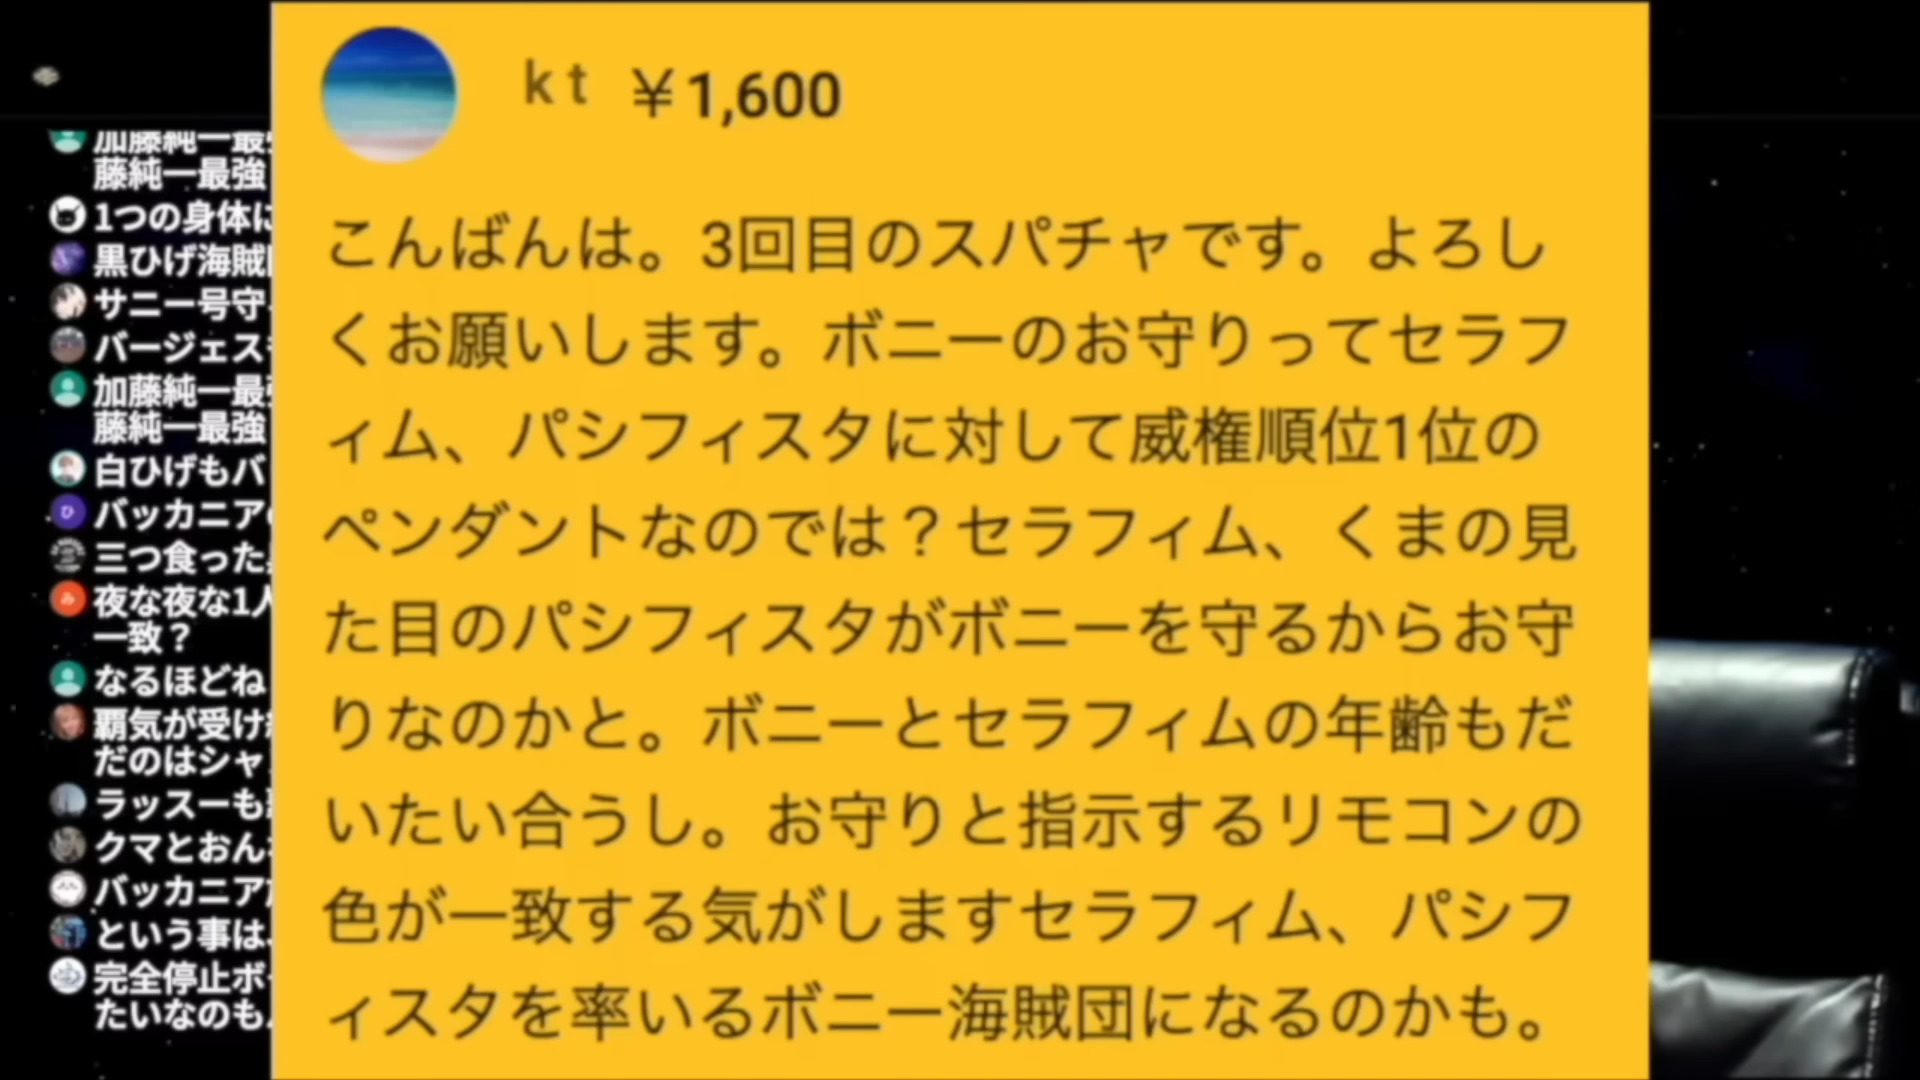 kt ￥1,600
こんばんは。3回目のスパチャです。よろし
くお願いします。ボニーのお守りってセラフ
ィム、パシフィスタに対して威権順位1位の
ペンダントなのでは？セラフィム、くまの見
た目のパシフィスタがボニーを守るからお守
りなのかと。ボニーとセラフィムの年齢もだ
いたい合うし。お守りと指示するリモコンの
色が一致する気がしますセラフィム、パシフ
ィスタを率いるボニー海賊団になるのかも。
加藤純一最
藤純一最強
1つの身体に
黒ひげ海賊
サニー号守
バージェス
加藤純一最
藤純一最強
白ひげもバ
ひ
バッカニア
三つ食った
み
夜な夜な1人
一致？
なるほどね
覇気が受け
だのはシャ
ラッスーも
クマとおん
バッカニア
という事は
完全停止ボ
たいなのも